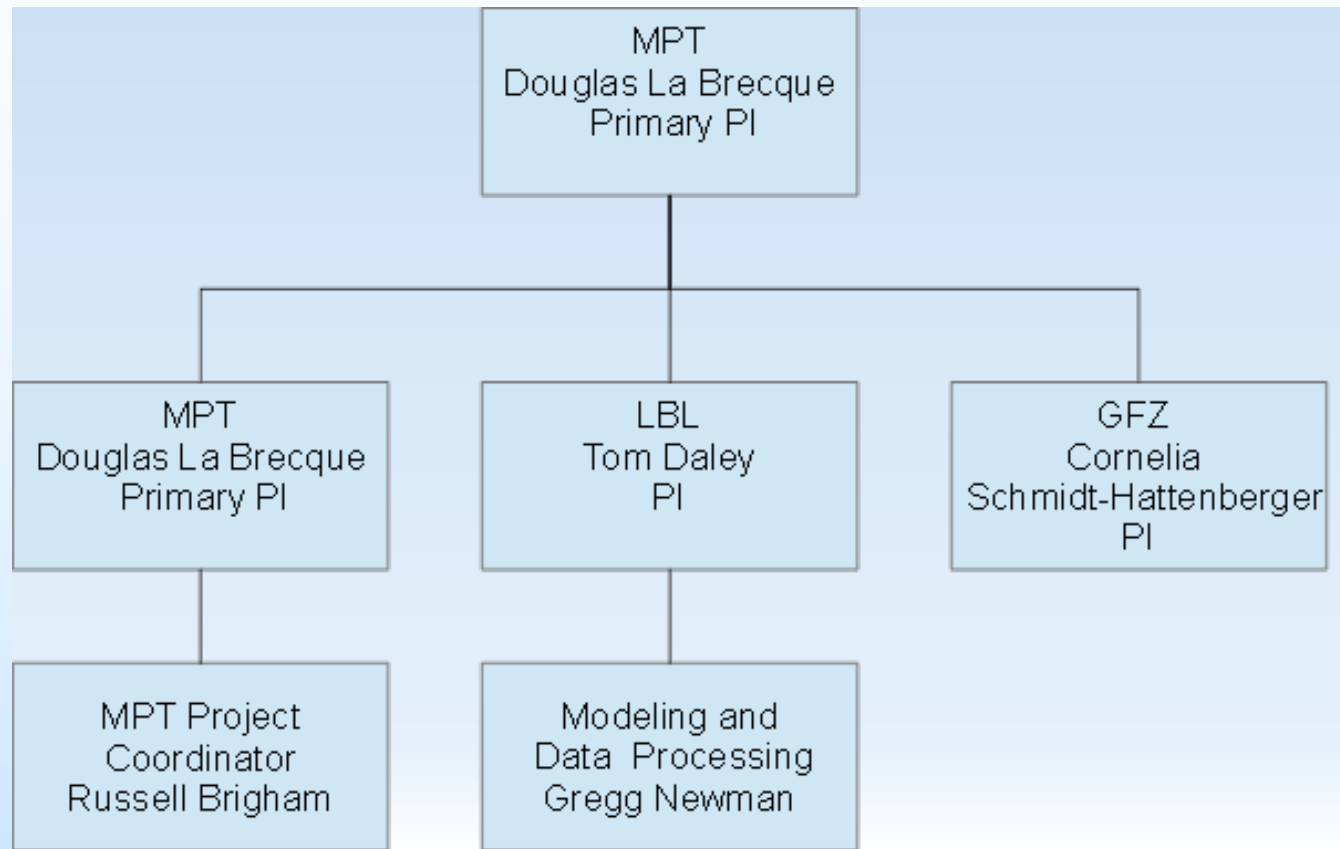 MPT
Douglas La Brecque
Primary PI
MPT
Douglas La Brecque
Primary PI
LBL
Tom Daley
PI
GFZ
Cornelia
Schmidt-Hattenberger
PI
MPT Project
Coordinator
Russell Brigham
Modeling and
Data Processing
Gregg Newman